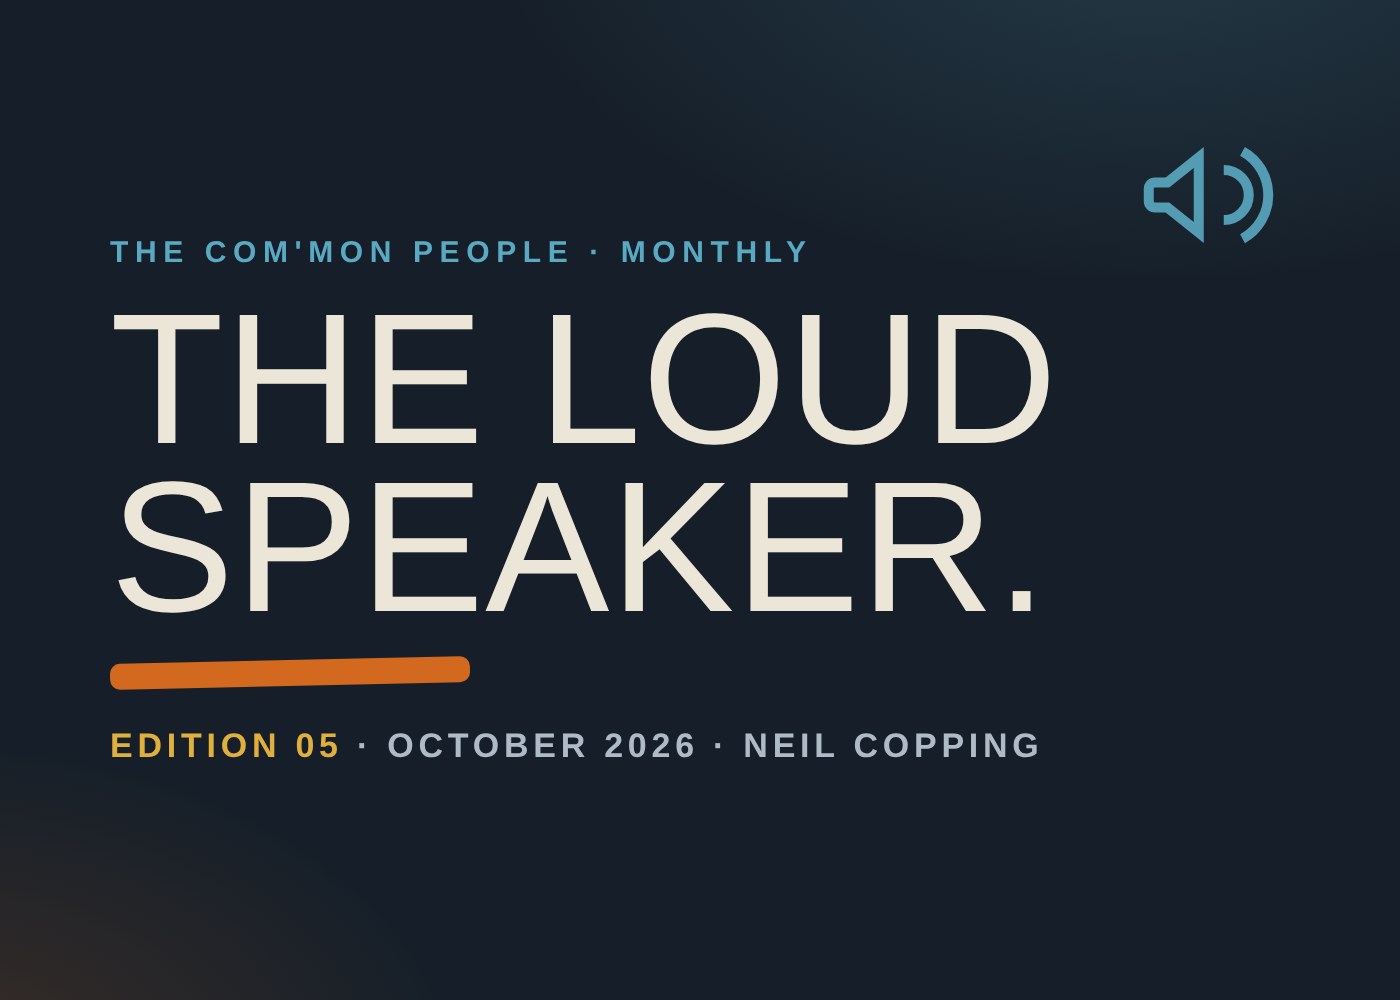 THE COM'MON PEOPLE · MONTHLY
THE LOUD
SPEAKER.
EDITION 05 · OCTOBER 2026 · NEIL COPPING